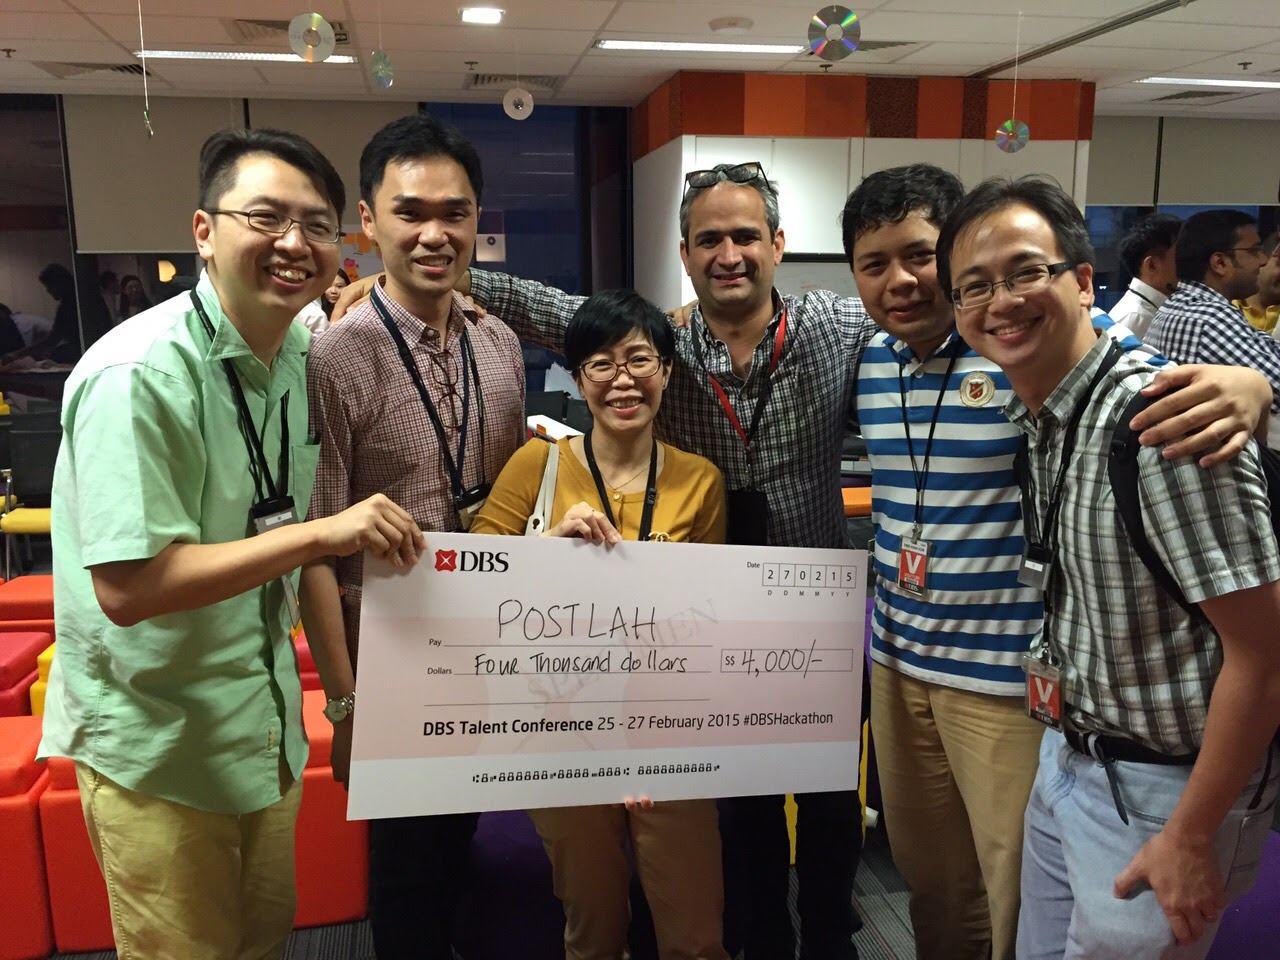 DBS
Date
270215
D D M M Y Y
Pay POSTLAH
Dollars Four Thousand dollars S$ 4,000/-
SPECIMEN
DBS Talent Conference 25 - 27 February 2015 #DBSHackathon
V
V